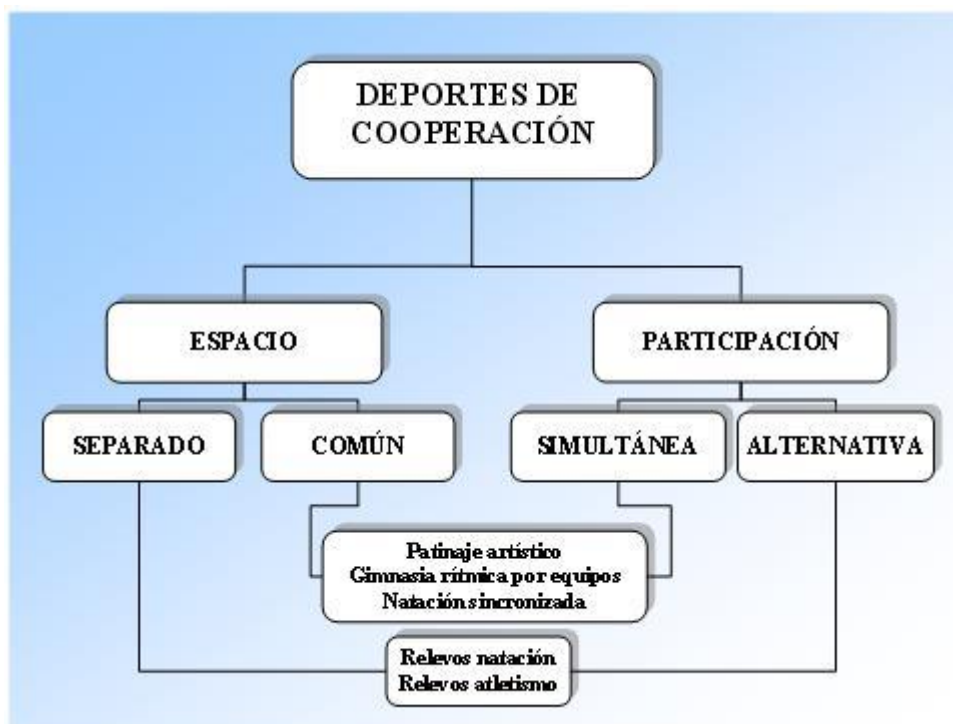 DEPORTES DE
COOPERACIÓN
ESPACIO
PARTICIPACIÓN
SEPARADO
COMÚN
SIMULTÁNEA
ALTERNATIVA
Patinaje artístico
Gimnasia rítmica por equipos
Natación sincronizada
Relevos natación
Relevos atletismo